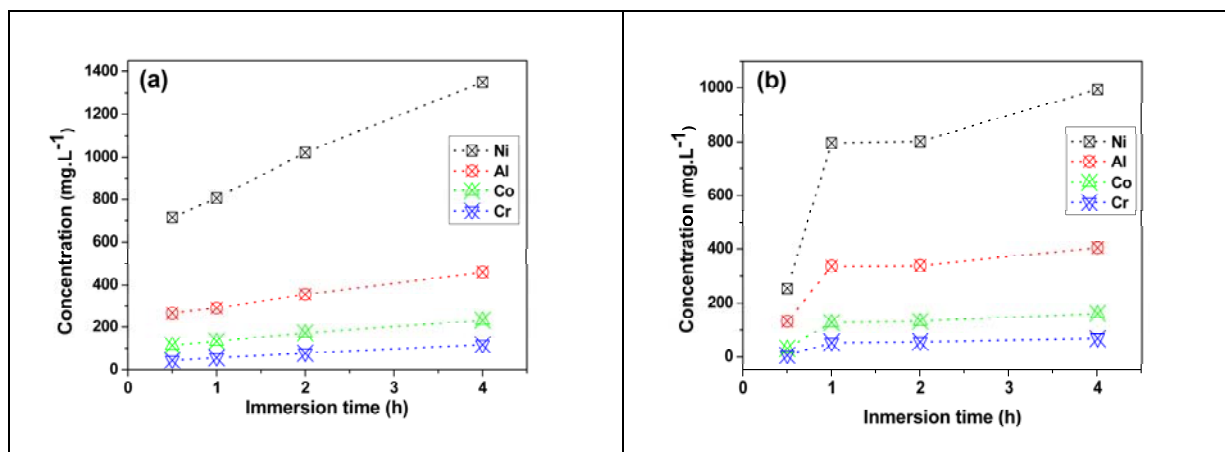 (a)
Concentration (mg.L-1)
1400
1200
1000
800
600
400
200
0
Ni
Al
Co
Cr
0 1 2 3 4
Immersion time (h)
(b)
Concentration (mg.L-1)
1000
800
600
400
200
0
Ni
Al
Co
Cr
0 1 2 3 4
Inmersion time (h)